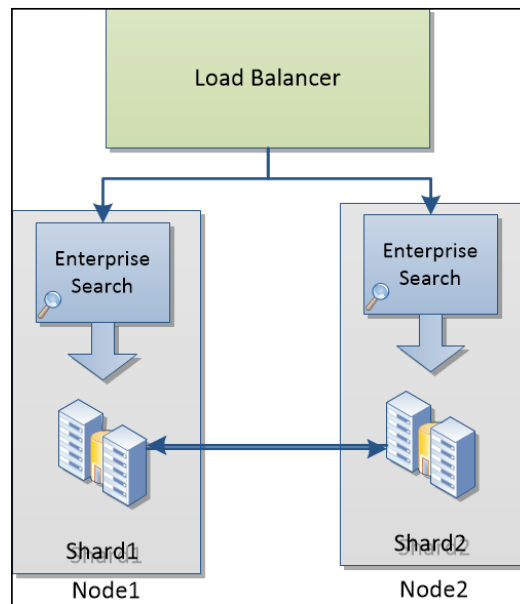 Load Balancer
Enterprise
Search
Enterprise
Search
Shard1
Shard2
Node1
Node2